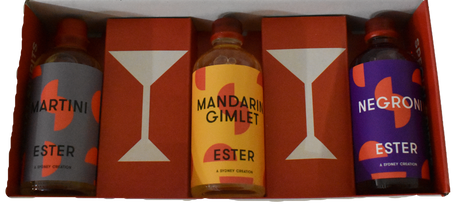 MARTINI
ESTER
A SYDNEY CREATION
MANDARIN
GIMLET
ESTER
A SYDNEY CREATION
NEGRONI
ESTER
A SYDNEY CREATION